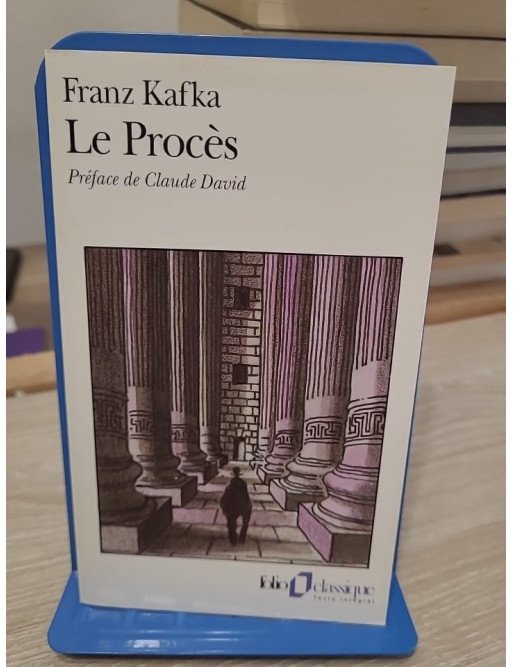 Franz Kafka
Le Procès
Préface de Claude David
folio classique
texte intégral